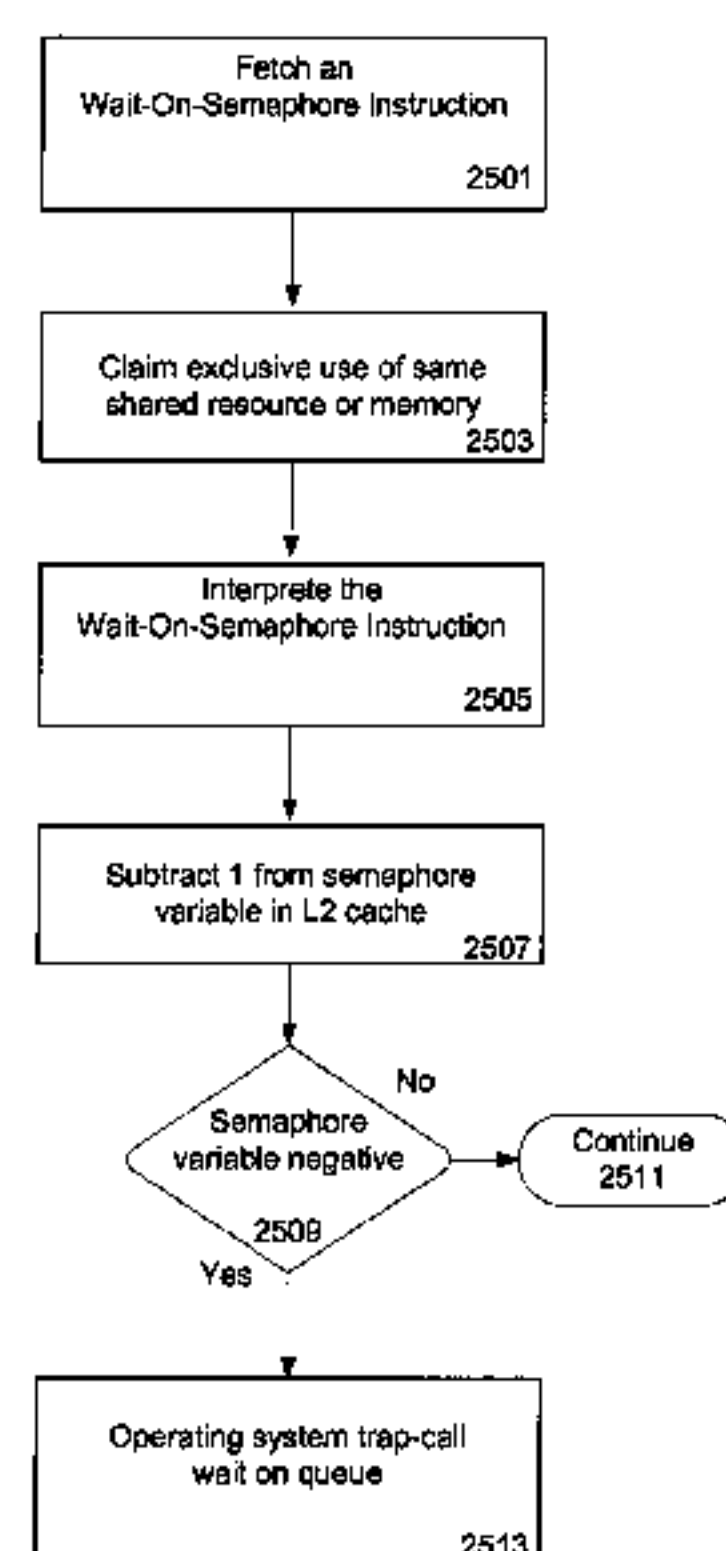 Fetch an
Wait-On-Semaphore Instruction
2501
Claim exclusive use of same
shared resource or memory
2503
Interprete the
Wait-On-Semaphore Instruction
2505
Subtract 1 from semaphore
variable in L2 cache
2507
No
Semaphore
variable negative
2509
Continue
2511
Yes
Operating system trap-call
wait on queue
2513